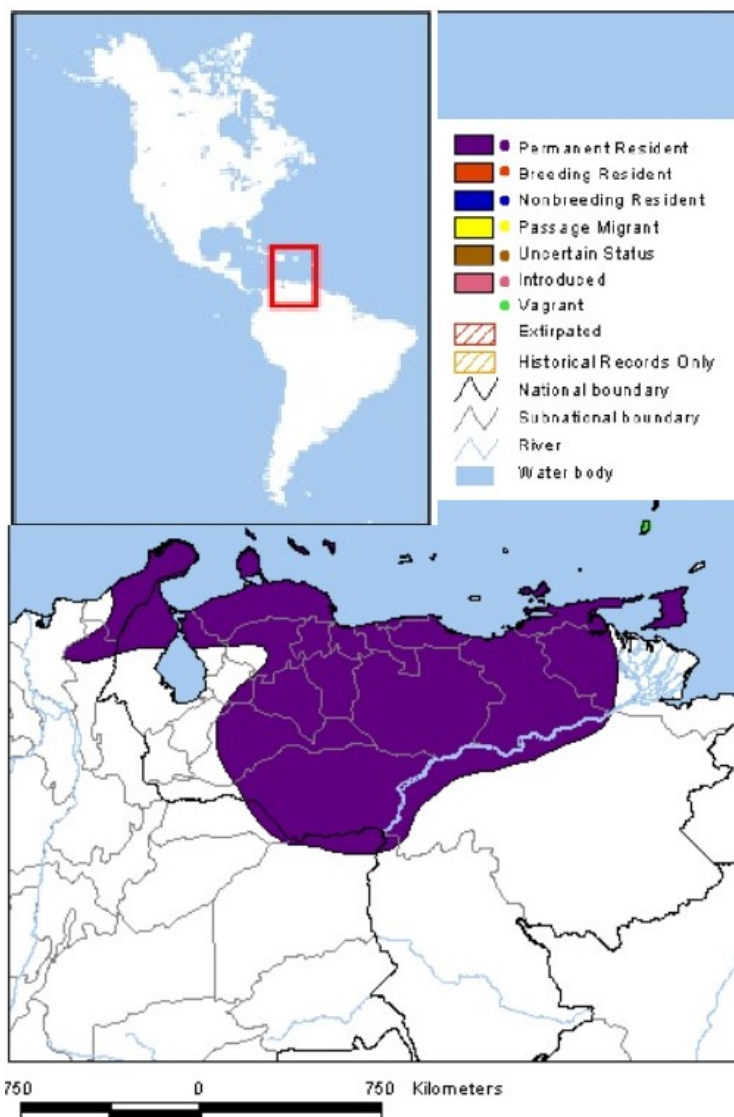 Permanent Resident
Breeding Resident
Nonbreeding Resident
Passage Migrant
Uncertain Status
Introduced
Vagrant
Extirpated
Historical Records Only
National boundary
Subnational boundary
River
Water body
750 0 750 Kilometers